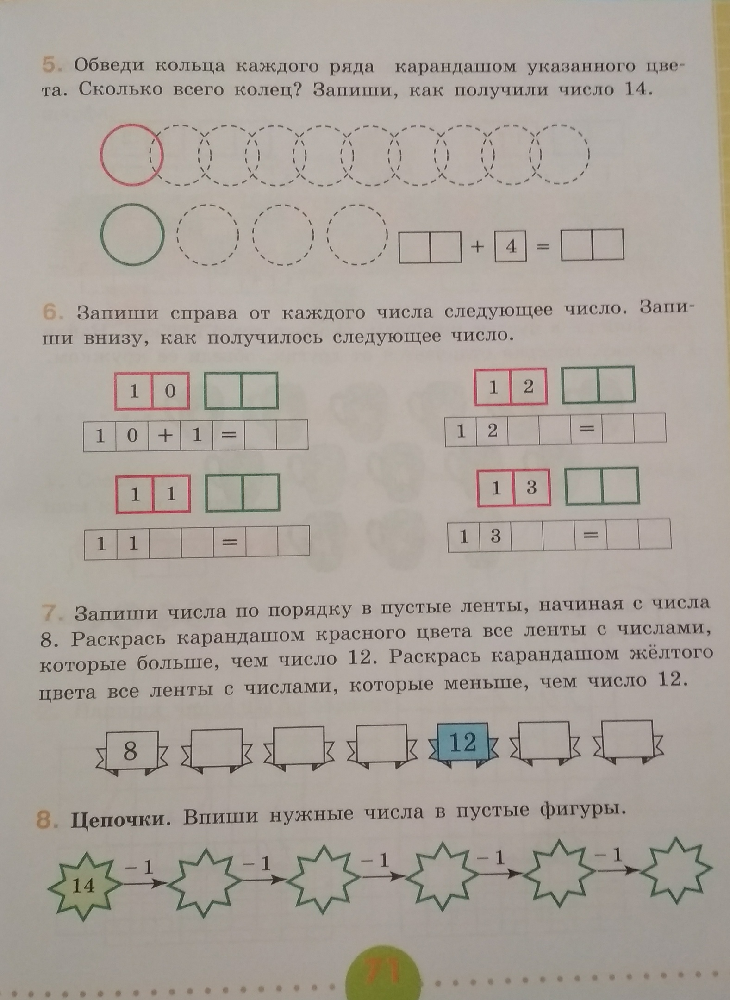 5. Обведи кольца каждого ряда карандашом указанного цве-
та. Сколько всего колец? Запиши, как получили число 14.
+ 4 =
6. Запиши справа от каждого числа следующее число. Запи-
ши внизу, как получилось следующее число.
1 0
1 2
1 0 + 1 =
1 2 =
1 1
1 3
1 1 =
1 3 =
7. Запиши числа по порядку в пустые ленты, начиная с числа
8. Раскрась карандашом красного цвета все ленты с числами,
которые больше, чем число 12. Раскрась карандашом жёлтого
цвета все ленты с числами, которые меньше, чем число 12.
8 12
8. Цепочки. Впиши нужные числа в пустые фигуры.
14 – 1 – 1 – 1 – 1 – 1
71